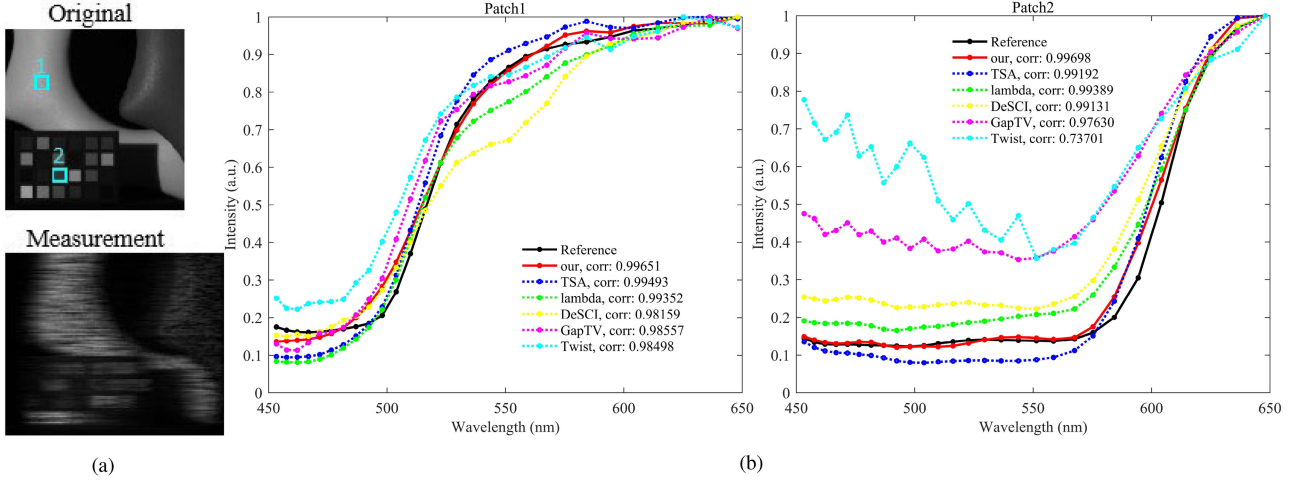 Original
1
2
Measurement
(a)
Patch1
Intensity (a.u.)
1
0.9
0.8
0.7
0.6
0.5
0.4
0.3
0.2
0.1
0
Reference
our, corr: 0.99651
TSA, corr: 0.99493
lambda, corr: 0.99352
DeSCI, corr: 0.98159
GapTV, corr: 0.98557
Twist, corr: 0.98498
450 500 550 600 650
Wavelength (nm)
Patch2
Intensity (a.u.)
1
0.9
0.8
0.7
0.6
0.5
0.4
0.3
0.2
0.1
0
Reference
our, corr: 0.99698
TSA, corr: 0.99192
lambda, corr: 0.99389
DeSCI, corr: 0.99131
GapTV, corr: 0.97630
Twist, corr: 0.73701
450 500 550 600 650
Wavelength (nm)
(b)